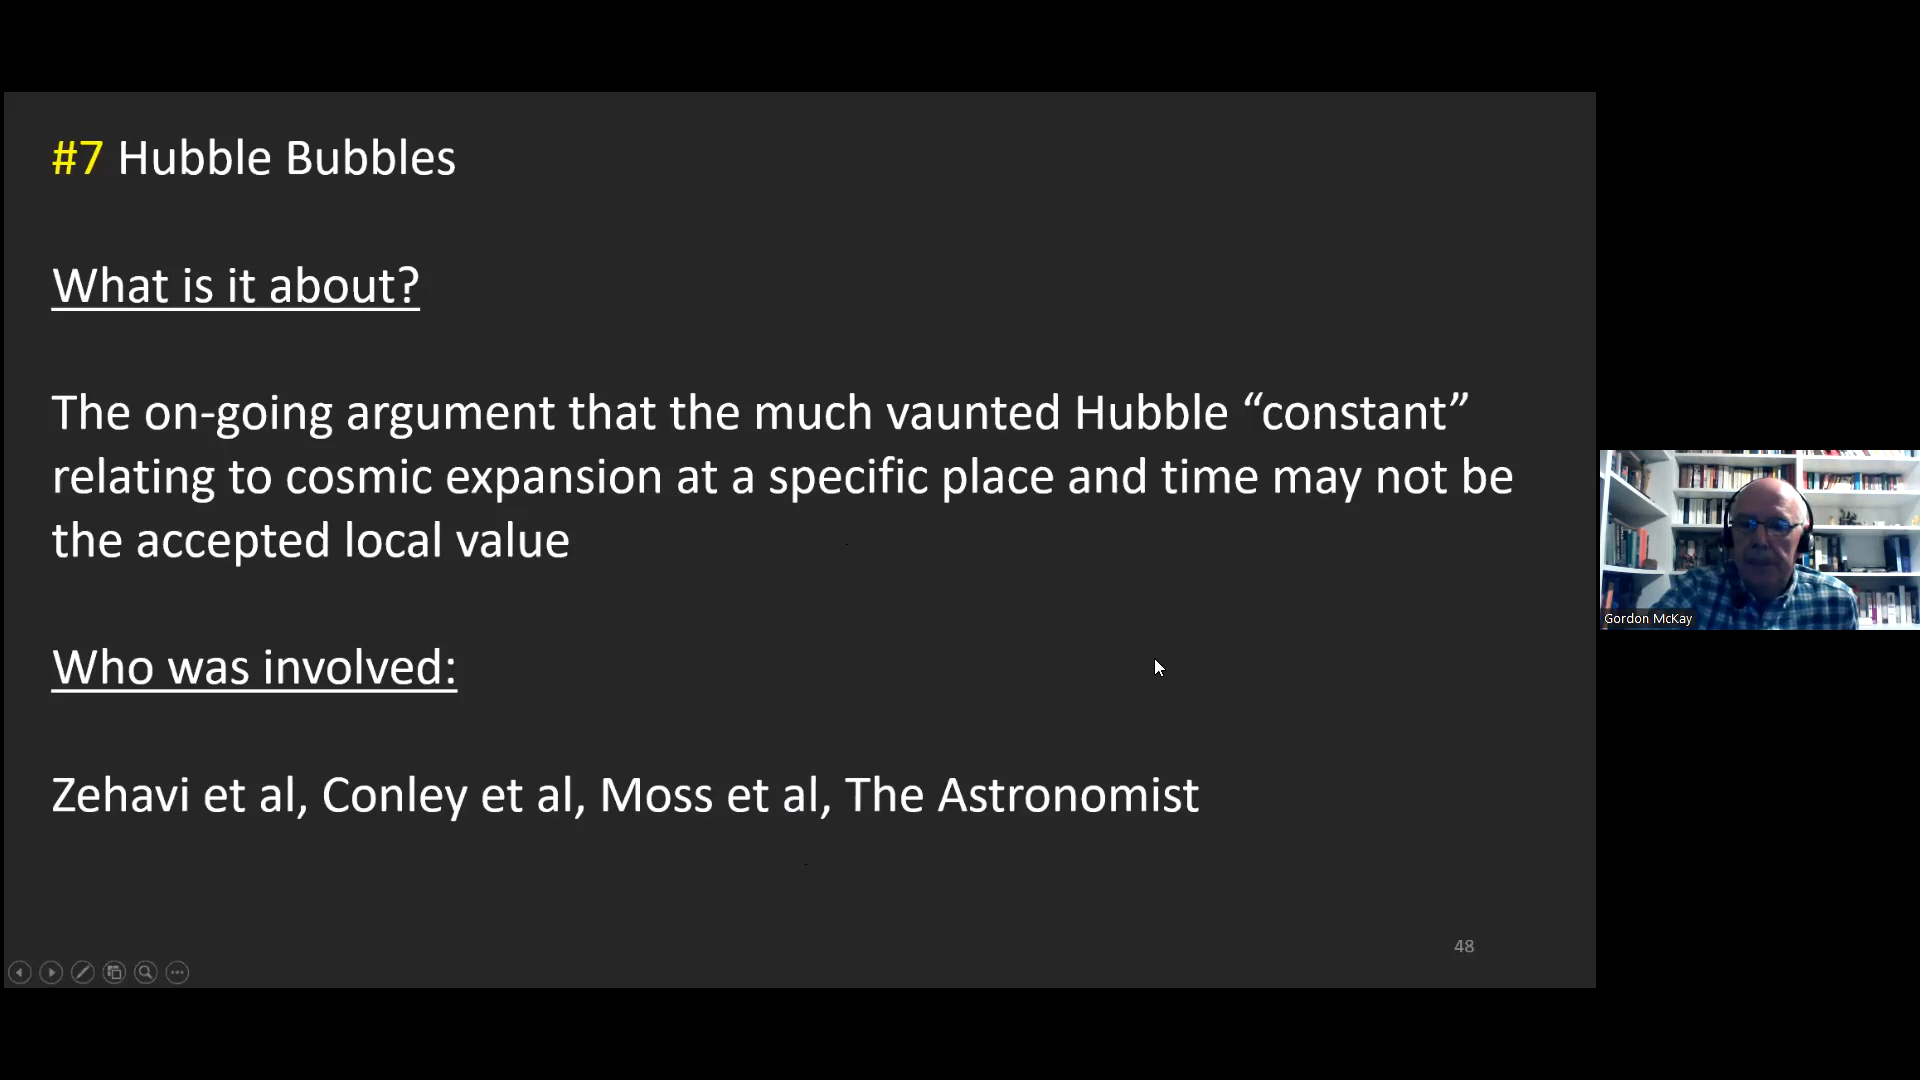 #7 Hubble Bubbles
What is it about?
The on-going argument that the much vaunted Hubble “constant”
relating to cosmic expansion at a specific place and time may not be
the accepted local value
Who was involved:
Zehavi et al, Conley et al, Moss et al, The Astronomist
48
Gordon McKay